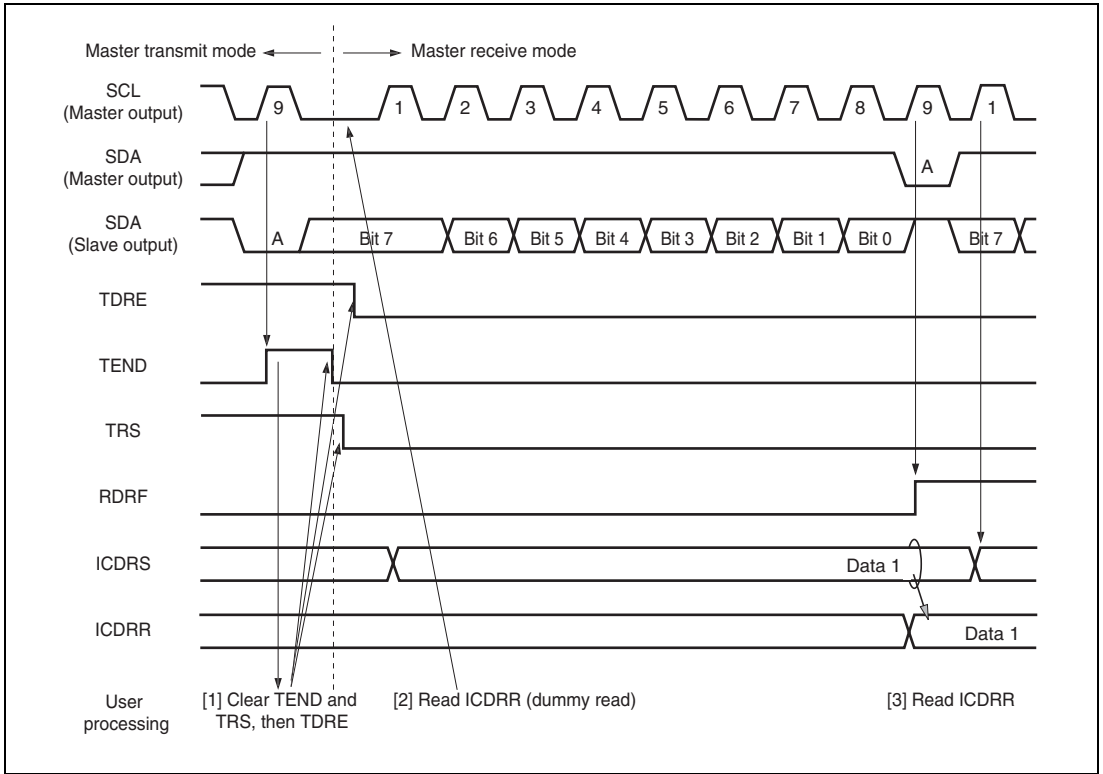 Master transmit mode
Master receive mode
SCL
(Master output)
9
1
2
3
4
5
6
7
8
9
1
SDA
(Master output)
A
SDA
(Slave output)
A
Bit 7
Bit 6
Bit 5
Bit 4
Bit 3
Bit 2
Bit 1
Bit 0
Bit 7
TDRE
TEND
TRS
RDRF
ICDRS
Data 1
ICDRR
Data 1
User
processing
[1] Clear TEND and
TRS, then TDRE
[2] Read ICDRR (dummy read)
[3] Read ICDRR